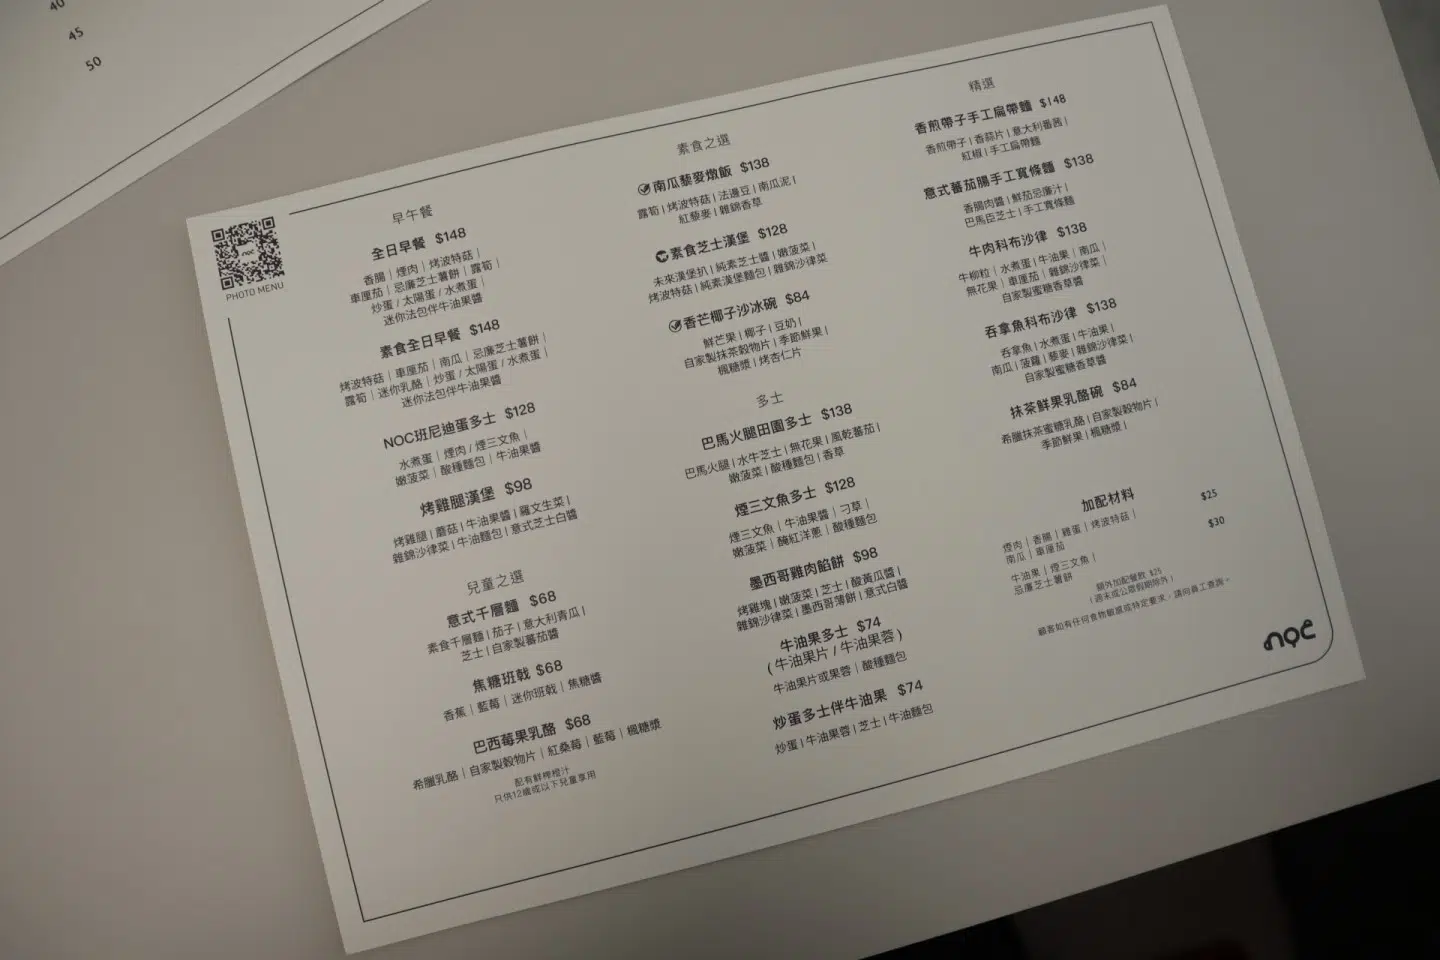 40
45
50
PHOTO MENU
早午餐
全日早餐 $148
香腸 | 煙肉 | 烤波特菇 |
車厘茄 | 忌廉芝士薯餅 | 露筍 |
炒蛋 / 太陽蛋 / 水煮蛋 |
迷你法包伴牛油果醬
素食全日早餐 $148
烤波特菇 | 車厘茄 | 南瓜 | 忌廉芝士薯餅 |
露筍 | 迷你乳酪 | 炒蛋 / 太陽蛋 / 水煮蛋 |
迷你法包伴牛油果醬
NOC班尼迪蛋多士 $128
水煮蛋 | 煙肉 / 煙三文魚 |
嫩菠菜 | 酸種麵包 | 牛油果醬
烤雞腿漢堡 $98
烤雞腿 | 蘑菇 | 牛油果醬 | 羅文生菜 |
雜錦沙律菜 | 牛油麵包 | 意式芝士白醬
兒童之選
意式千層麵 $68
素食千層麵 | 茄子 | 意大利青瓜 |
芝士 | 自家製蕃茄醬
焦糖班戟 $68
香蕉 | 藍莓 | 迷你班戟 | 焦糖醬
巴西莓果乳酪 $68
希臘乳酪 | 自家製穀物片 | 紅桑莓 | 藍莓 | 楓糖漿
配有鮮榨橙汁
只供12歲或以下兒童享用
素食之選
南瓜藜麥燉飯 $138
露筍 | 烤波特菇 | 法邊豆 | 南瓜泥 |
紅藜麥 | 雜錦香草
素食芝士漢堡 $128
未來漢堡扒 | 純素芝士醬 | 嫩菠菜 |
烤波特菇 | 純素漢堡麵包 | 雜錦沙律菜
香芒椰子沙冰碗 $84
鮮芒果 | 椰子 | 豆奶 |
自家製抹茶穀物片 | 季節鮮果 |
楓糖漿 | 烤杏仁片
多士
巴馬火腿田園多士 $138
巴馬火腿 | 水牛芝士 | 無花果 | 風乾蕃茄 |
嫩菠菜 | 酸種麵包 | 香草
煙三文魚多士 $128
煙三文魚 | 牛油果醬 | 刁草 |
嫩菠菜 | 醃紅洋蔥 | 酸種麵包
墨西哥雞肉餡餅 $98
烤雞塊 | 嫩菠菜 | 芝士 | 酸黃瓜醬 |
雜錦沙律菜 | 墨西哥薄餅 | 意式白醬
牛油果多士 $74
( 牛油果片 / 牛油果蓉 )
牛油果片或果蓉 | 酸種麵包
炒蛋多士伴牛油果 $74
炒蛋 | 牛油果蓉 | 芝士 | 牛油麵包
精選
香煎帶子手工扁帶麵 $148
香煎帶子 | 香蒜片 | 意大利番茜 |
紅椒 | 手工扁帶麵
意式蕃茄腸手工寬條麵 $138
香腸肉醬 | 鮮茄忌廉汁 |
巴馬臣芝士 | 手工寬條麵
牛肉科布沙律 $138
牛柳粒 | 水煮蛋 | 牛油果 | 南瓜 |
無花果 | 車厘茄 | 雜錦沙律菜 |
自家製蜜糖香草醬
吞拿魚科布沙律 $138
吞拿魚 | 水煮蛋 | 牛油果 |
南瓜 | 菠蘿 | 藜麥 | 雜錦沙律菜 |
自家製蜜糖香草醬
抹茶鮮果乳酪碗 $84
希臘抹茶蜜糖乳酪 | 自家製穀物片 |
季節鮮果 | 楓糖漿 |
加配材料
煙肉 | 香腸 | 雞蛋 | 烤波特菇 | $25
南瓜 | 車厘茄
牛油果 | 煙三文魚 | $30
忌廉芝士薯餅
額外加配餐飲 $25
( 週末或公眾假期除外 )
顧客如有任何食物敏感或特定要求，請向員工查詢。
noc